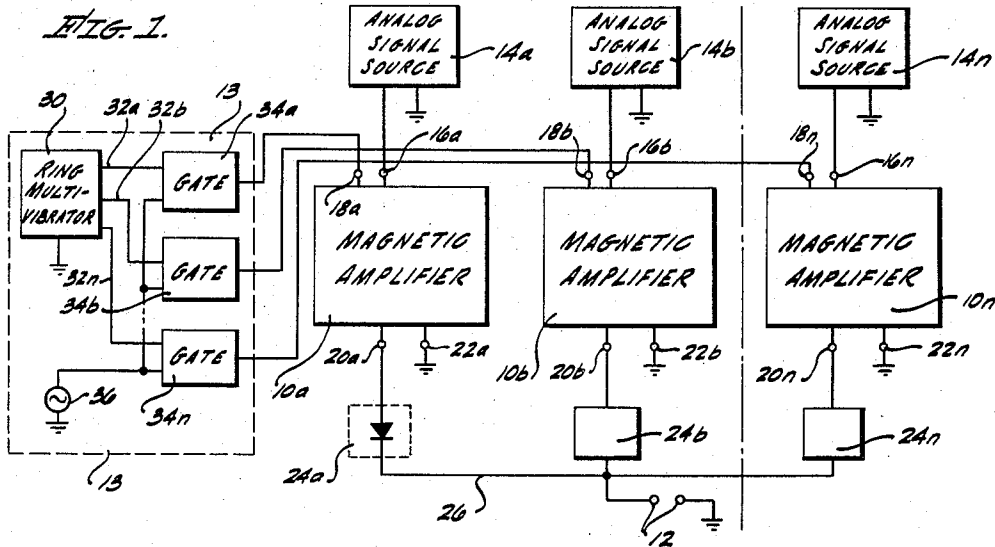 FIG. 1.
ANALOG
SIGNAL
SOURCE
14a
ANALOG
SIGNAL
SOURCE
14b
ANALOG
SIGNAL
SOURCE
14n
30
32a
32b
13
34a
RING
MULTI-
VIBRATOR
GATE
18a
16a
18b
16b
18n
16n
GATE
32n
34b
MAGNETIC
AMPLIFIER
MAGNETIC
AMPLIFIER
MAGNETIC
AMPLIFIER
10n
GATE
36
34n
10a
20a
22a
10b
20b
22b
20n
22n
24a
24b
24n
13
26
12